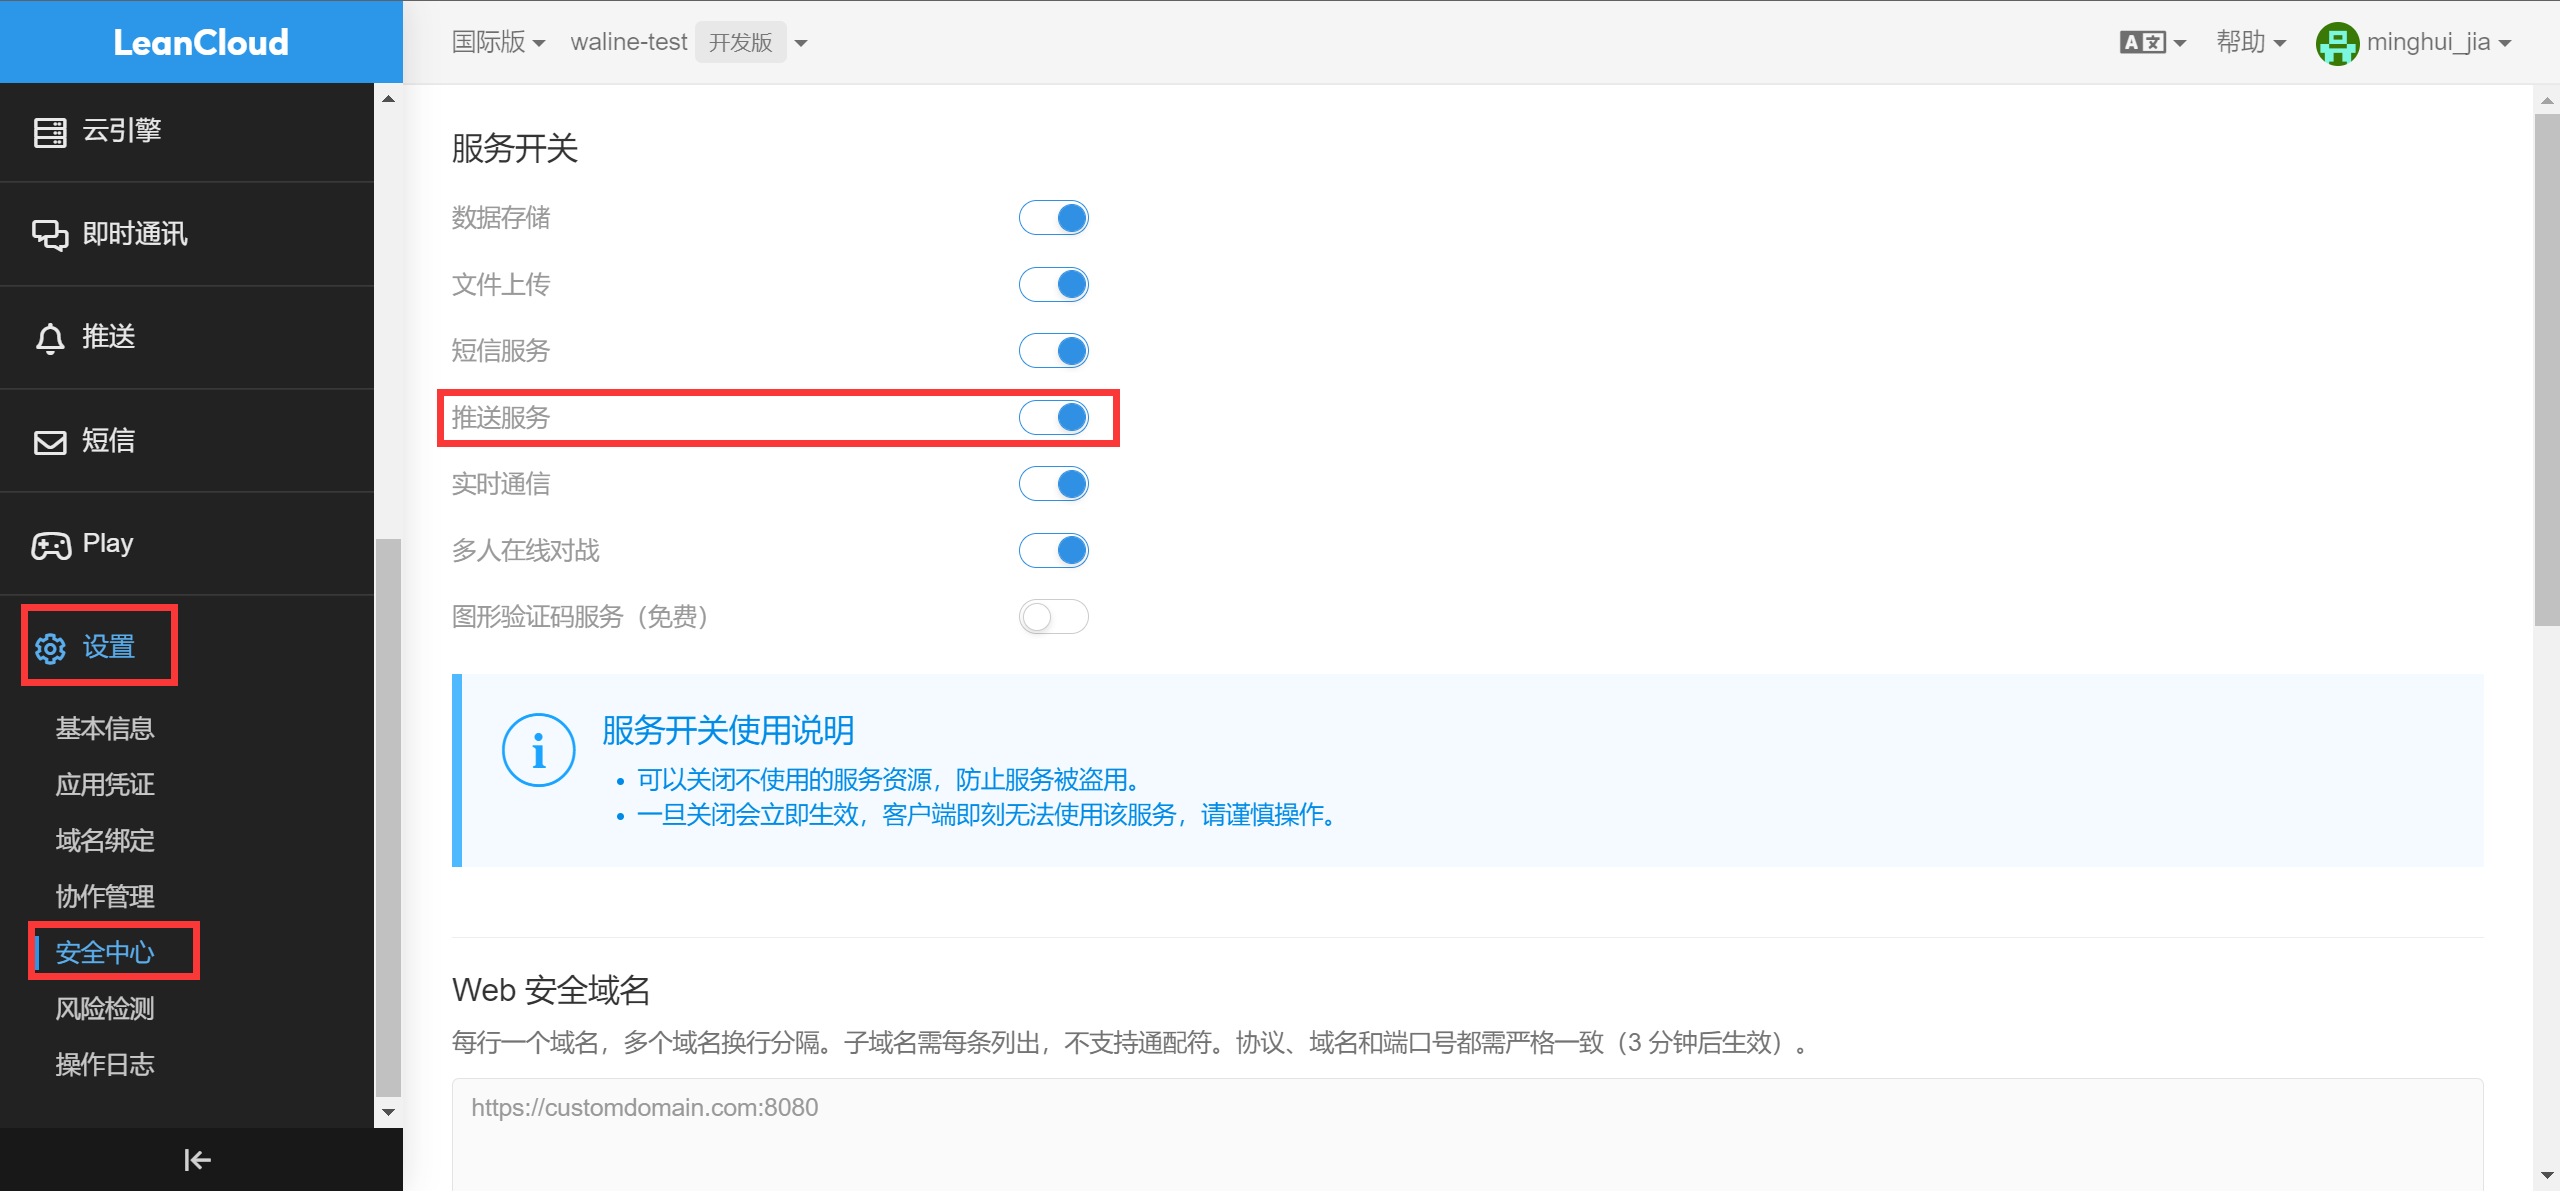 LeanCloud
国际版
waline-test
开发版
A文
帮助
minghui_jia
云引擎
即时通讯
推送
短信
Play
设置
基本信息
应用凭证
域名绑定
协作管理
安全中心
风险检测
操作日志
服务开关
数据存储
文件上传
短信服务
推送服务
实时通信
多人在线对战
图形验证码服务（免费）
服务开关使用说明
• 可以关闭不使用的服务资源，防止服务被盗用。
• 一旦关闭会立即生效，客户端即刻无法使用该服务，请谨慎操作。
Web 安全域名
每行一个域名，多个域名换行分隔。子域名需每条列出，不支持通配符。协议、域名和端口号都需严格一致（3 分钟后生效）。
https://customdomain.com:8080